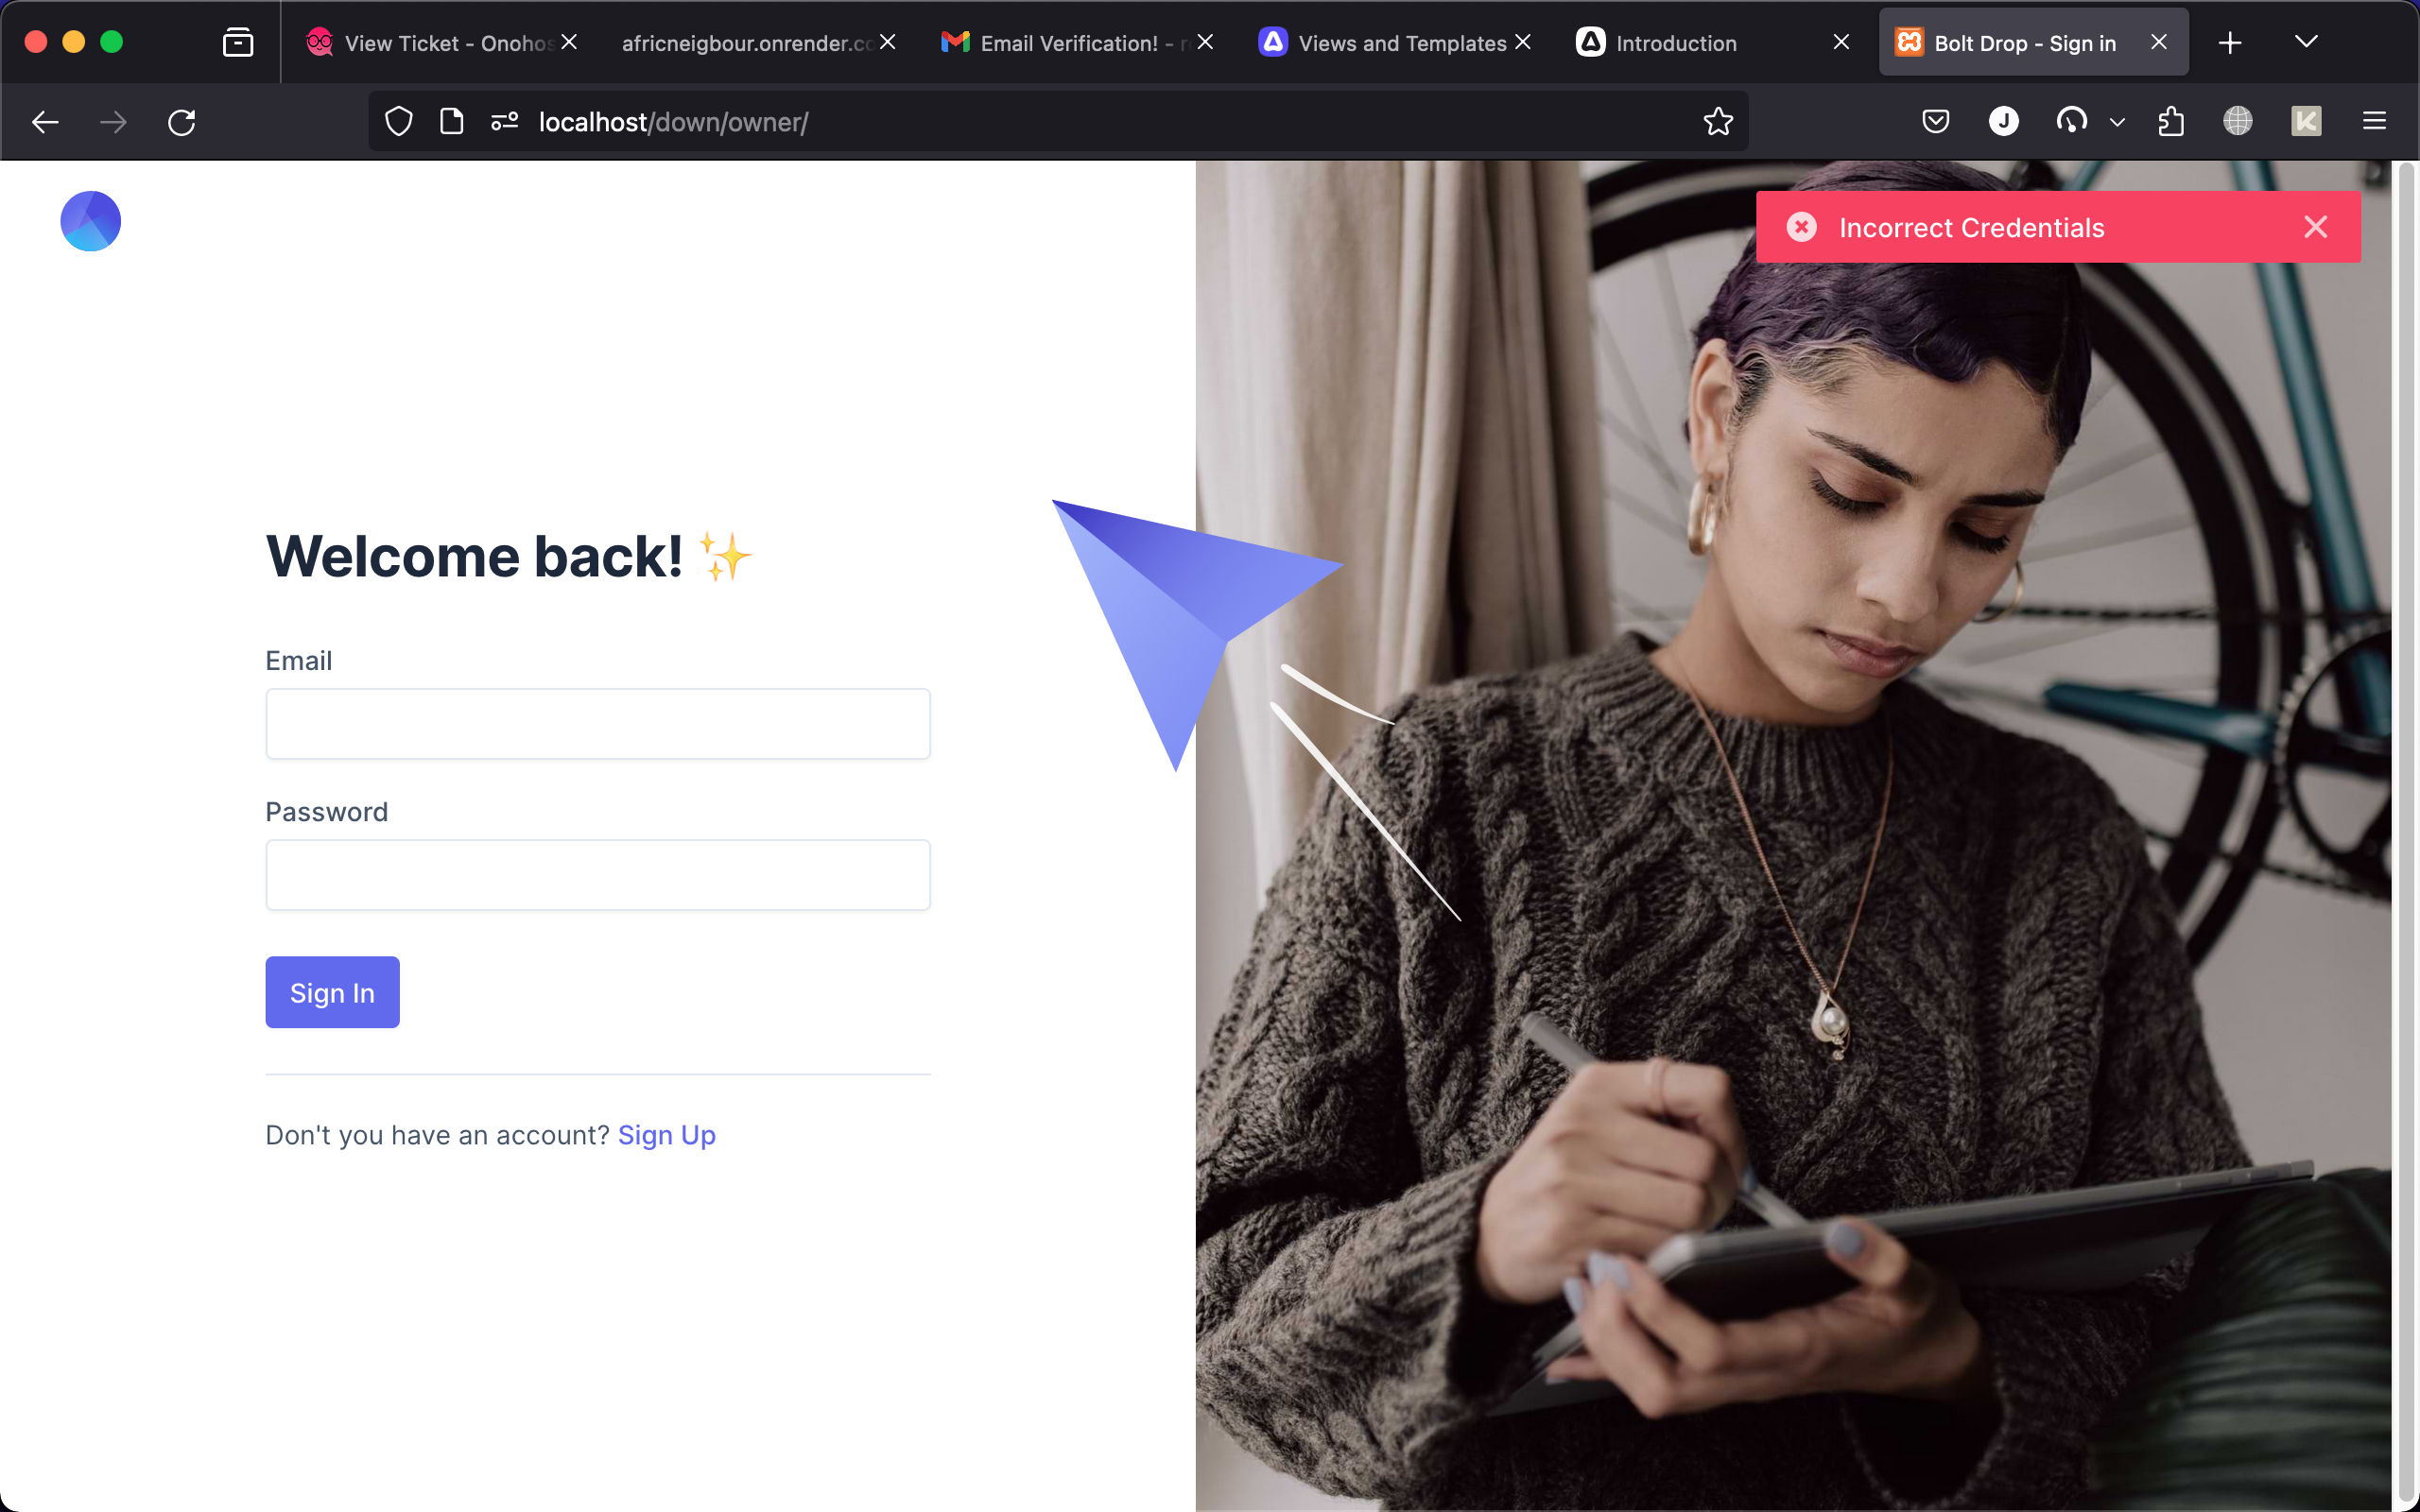 View Ticket - Onohos
africneigbour.onrender.co
Email Verification! - r
Views and Templates
Introduction
Bolt Drop - Sign in
localhost/down/owner/
J
K
Incorrect Credentials
Welcome back! ✨
Email
Password
Sign In
Don't you have an account? Sign Up